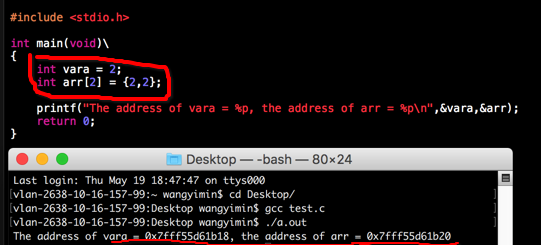 #include <stdio.h>
int main(void)\
{
int vara = 2;
int arr[2] = {2,2};
printf("The address of vara = %p, the address of arr = %p\n",&vara,&arr);
return 0;
}
Desktop — -bash — 80×24
Last login: Thu May 19 18:47:47 on ttys000
[vlan-2638-10-16-157-99:~ wangyimin$ cd Desktop/
[vlan-2638-10-16-157-99:Desktop wangyimin$ gcc test.c
[vlan-2638-10-16-157-99:Desktop wangyimin$ ./a.out
The address of vara = 0x7fff55d61b18, the address of arr = 0x7fff55d61b20